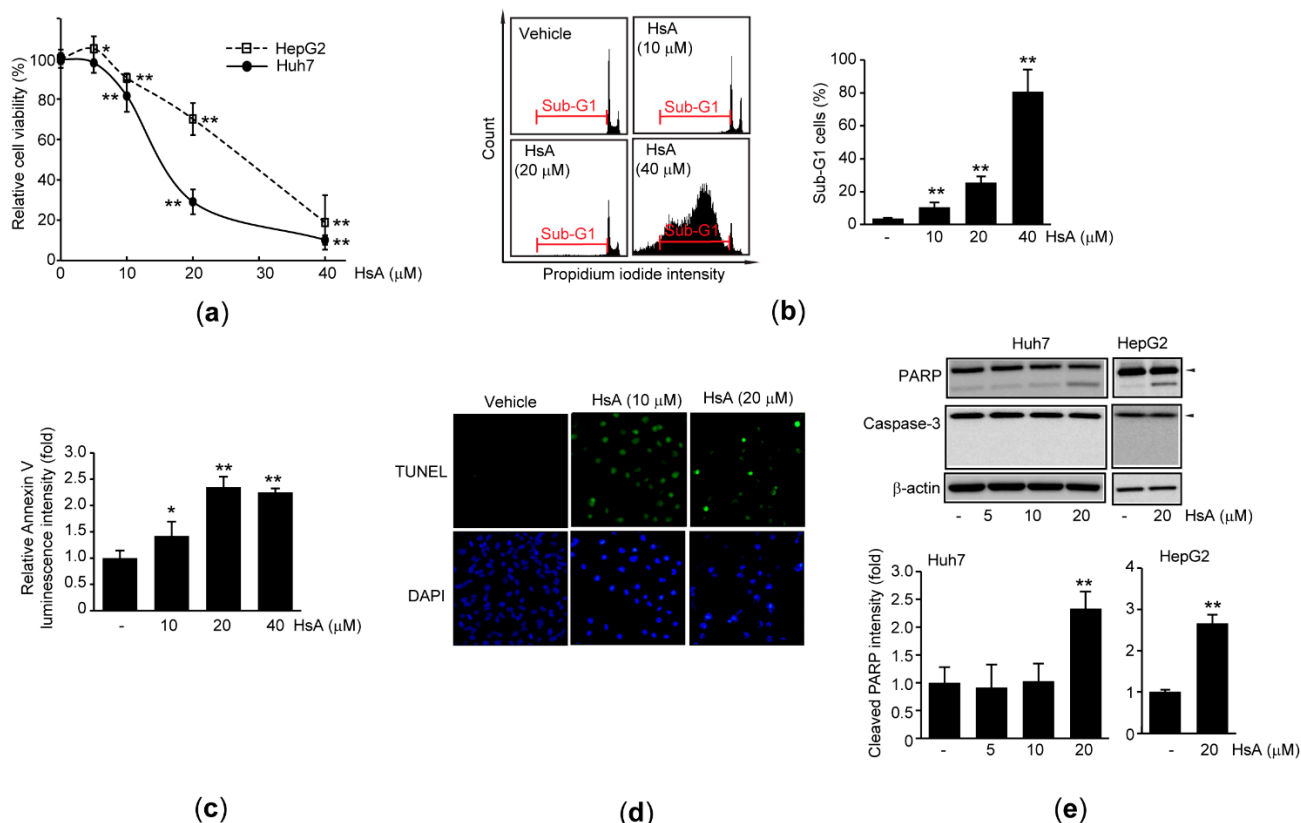 Relative cell viability (%)
100
80
60
40
20
0
*
**
**
**
**
**
**
HepG2
Huh7
0
10
20
30
40
HsA (μM)
(a)
Count
Vehicle
Sub-G1
HsA
(10 μM)
Sub-G1
HsA
(20 μM)
Sub-G1
HsA
(40 μM)
Sub-G1
Propidium iodide intensity
Sub-G1 cells (%)
100
80
60
40
20
0
**
**
**
-
10
20
40
HsA (μM)
(b)
Relative Annexin V
luminescence intensity (fold)
3.0
2.5
2.0
1.5
1.0
0.5
0
*
**
**
-
10
20
40
HsA (μM)
(c)
Vehicle
HsA (10 μM)
HsA (20 μM)
TUNEL
DAPI
(d)
Huh7
HepG2
PARP
Caspase-3
β-actin
-
5
10
20
-
20
HsA (μM)
Cleaved PARP intensity (fold)
Huh7
3.0
2.5
2.0
1.5
1.0
0.5
0
**
-
5
10
20
HepG2
4
3
2
1
0
**
-
20
HsA (μM)
(e)